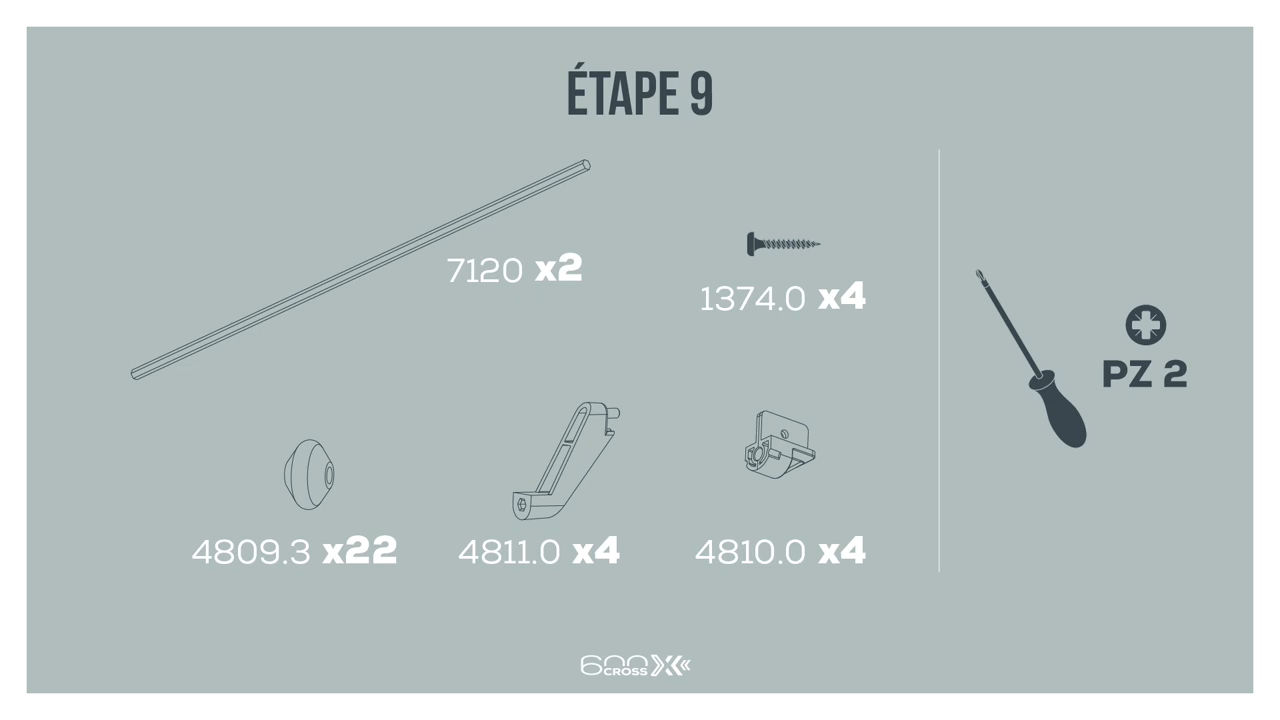 ÉTAPE 9
7120 x2
1374.0 x4
PZ 2
4809.3 x22
4811.0 x4
4810.0 x4
600 CROSS X